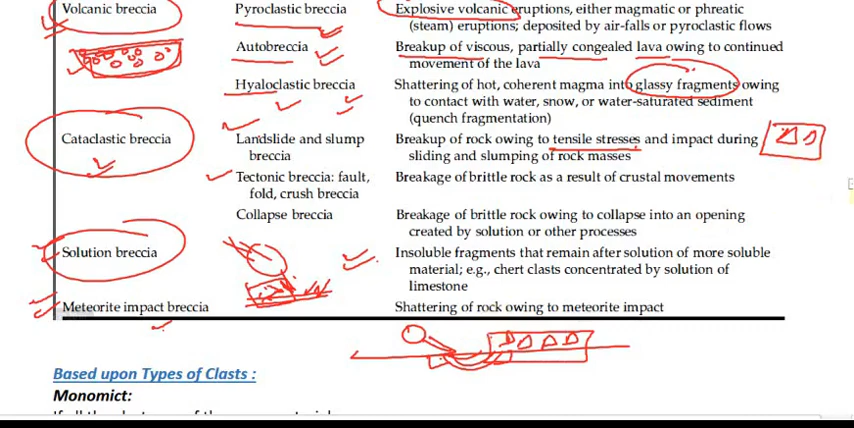 Volcanic breccia Pyroclastic breccia Explosive volcanic eruptions, either magmatic or phreatic
(steam) eruptions; deposited by air-falls or pyroclastic flows
Autobreccia Breakup of viscous, partially congealed lava owing to continued
movement of the lava
Hyaloclastic breccia Shattering of hot, coherent magma into glassy fragments owing
to contact with water, snow, or water-saturated sediment
(quench fragmentation)
Cataclastic breccia Landslide and slump Breakup of rock owing to tensile stresses and impact during
breccia sliding and slumping of rock masses
Tectonic breccia: fault, Breakage of brittle rock as a result of crustal movements
fold, crush breccia
Collapse breccia Breakage of brittle rock owing to collapse into an opening
created by solution or other processes
Solution breccia Insoluble fragments that remain after solution of more soluble
material; e.g., chert clasts concentrated by solution of
limestone
Meteorite impact breccia Shattering of rock owing to meteorite impact
Based upon Types of Clasts :
Monomict: